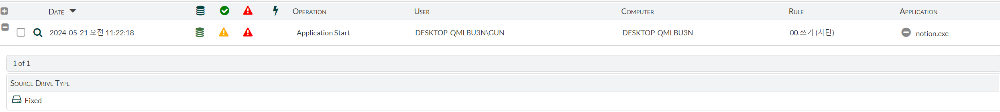 Date Operation User Computer Rule Application
2024-05-21 오전 11:22:18 Application Start DESKTOP-QMLBU3N\GUN DESKTOP-QMLBU3N 00.쓰기 (차단) notion.exe
1 of 1
Source Drive Type
Fixed